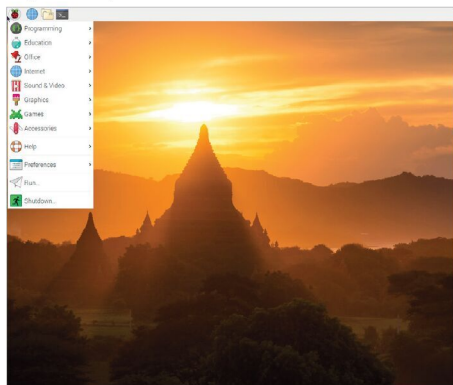 Programming
Education
Office
Internet
Sound & Video
Graphics
Games
Accessories
Help
Preferences
Run...
Shutdown...